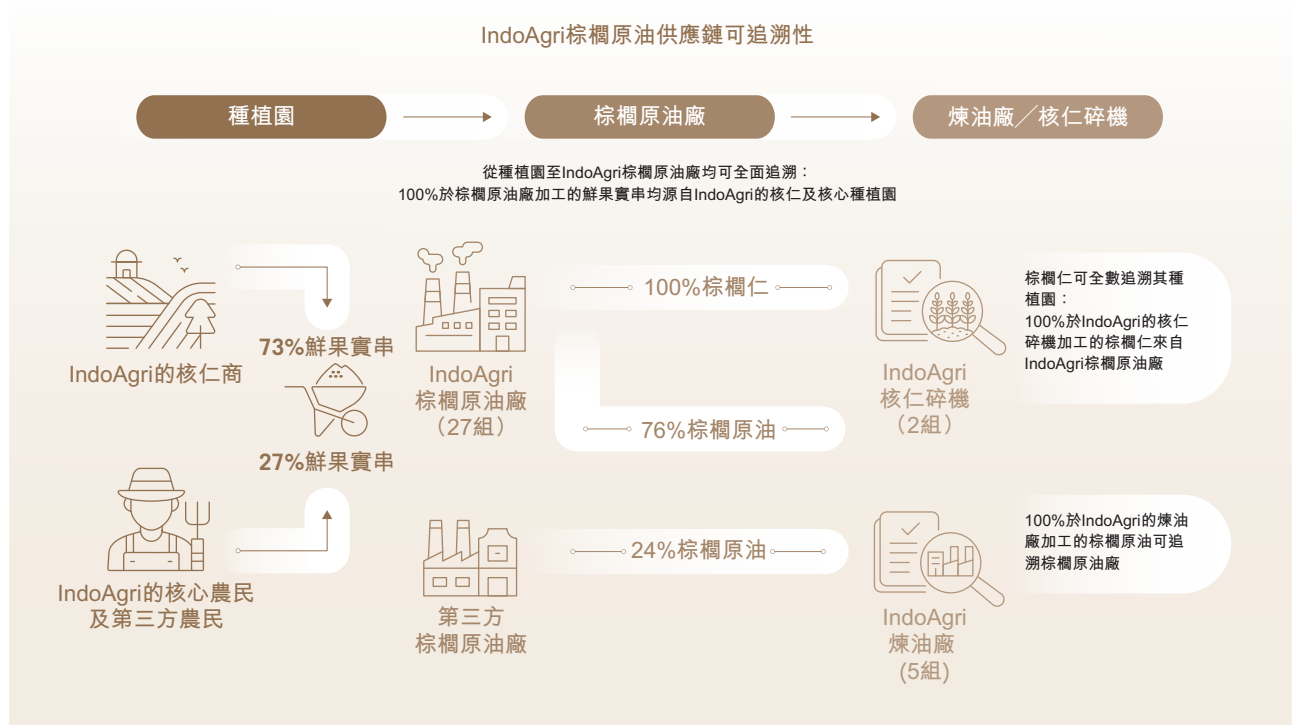 IndoAgri棕櫚原油供應鏈可追溯性
種植園
棕櫚原油廠
煉油廠／核仁碎機
從種植園至IndoAgri棕櫚原油廠均可全面追溯：
100%於棕櫚原油廠加工的鮮果實串均源自IndoAgri的核仁及核心種植園
IndoAgri的核仁商
73%鮮果實串
27%鮮果實串
IndoAgri的核心農民
及第三方農民
IndoAgri
棕櫚原油廠
（27組）
第三方
棕櫚原油廠
100%棕櫚仁
76%棕櫚原油
24%棕櫚原油
IndoAgri
核仁碎機
（2組）
IndoAgri
煉油廠
(5組)
棕櫚仁可全數追溯其種
植園：
100%於IndoAgri的核仁
碎機加工的棕櫚仁來自
IndoAgri棕櫚原油廠
100%於IndoAgri的煉油
廠加工的棕櫚原油可追
溯棕櫚原油廠